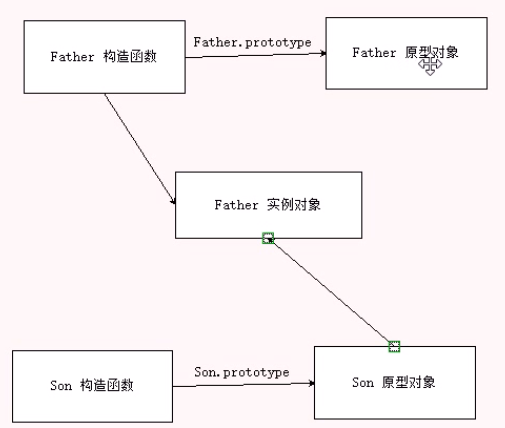 Father 构造函数
Father.prototype
Father 原型对象
Father 实例对象
Son 构造函数
Son.prototype
Son 原型对象